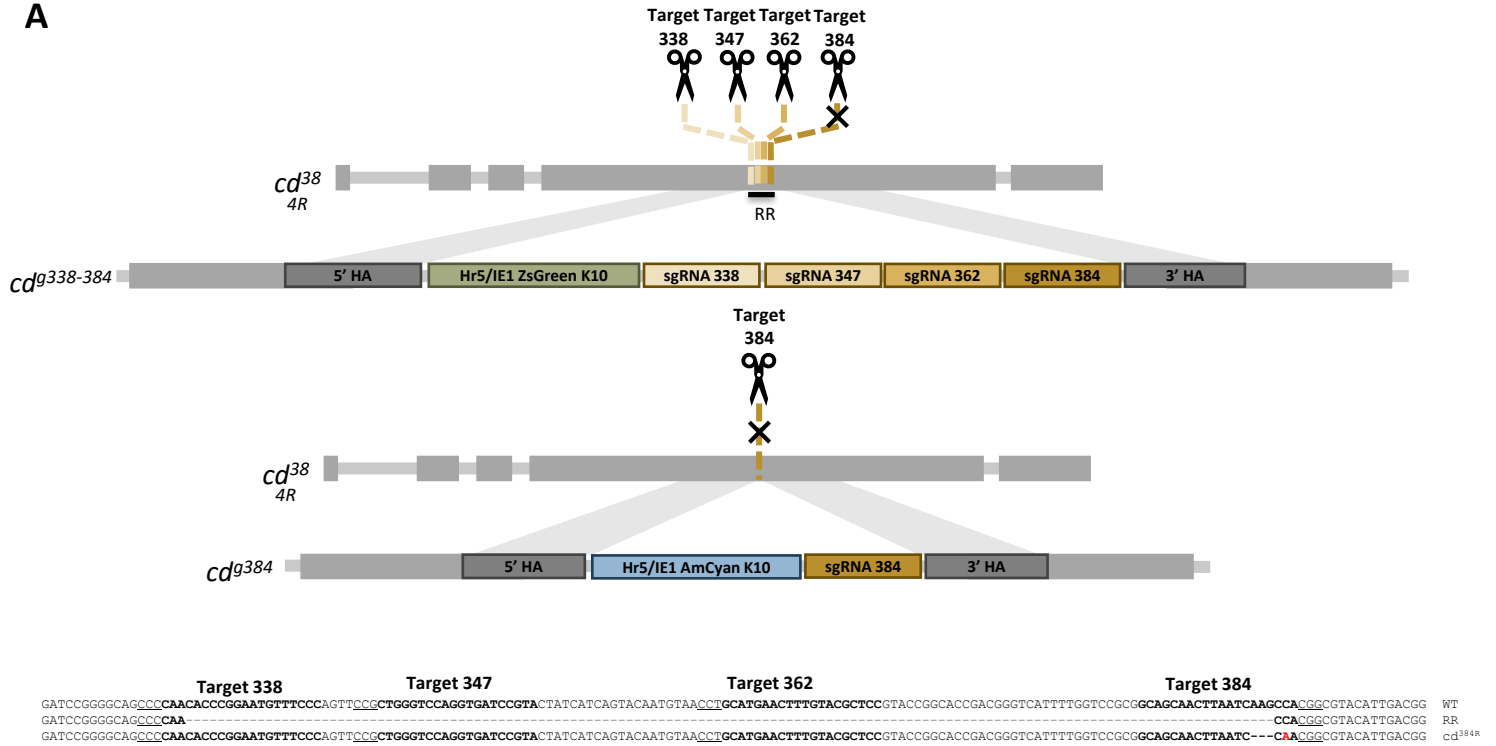 A
Target Target Target Target
338 347 362 384
cd38
4R
RR
cdg338-384
5’ HA Hr5/IE1 ZsGreen K10 sgRNA 338 sgRNA 347 sgRNA 362 sgRNA 384 3’ HA
Target
384
cd38
4R
cdg384
5’ HA Hr5/IE1 AmCyan K10 sgRNA 384 3’ HA
Target 338 Target 347 Target 362 Target 384
GATCCGGGGCAGCCCCAACACCCGGAATGTTTCCCAGTTCCGCTGGGTCCAGGTGATCCGTACTATCATCAGTACAATGTAACCTGCATGAACTTTGTACGCTCCGTACCGGCACCGACGGGTCATTTTGGTCCGCGGCAGCAACTTAATCAAGCCACGGCGTACATTGACGG WT
GATCCGGGGCAGCCCCAA----------------------------------------------------------------------------------------------------------------------------------------CCACGGCGTACATTGACGG RR
GATCCGGGGCAGCCCCAACACCCGGAATGTTTCCCAGTTCCGCTGGGTCCAGGTGATCCGTACTATCATCAGTACAATGTAACCTGCATGAACTTTGTACGCTCCGTACCGGCACCGACGGGTCATTTTGGTCCGCGGCAGCAACTTAATC---CAACGGCGTACATTGACGG cd384R